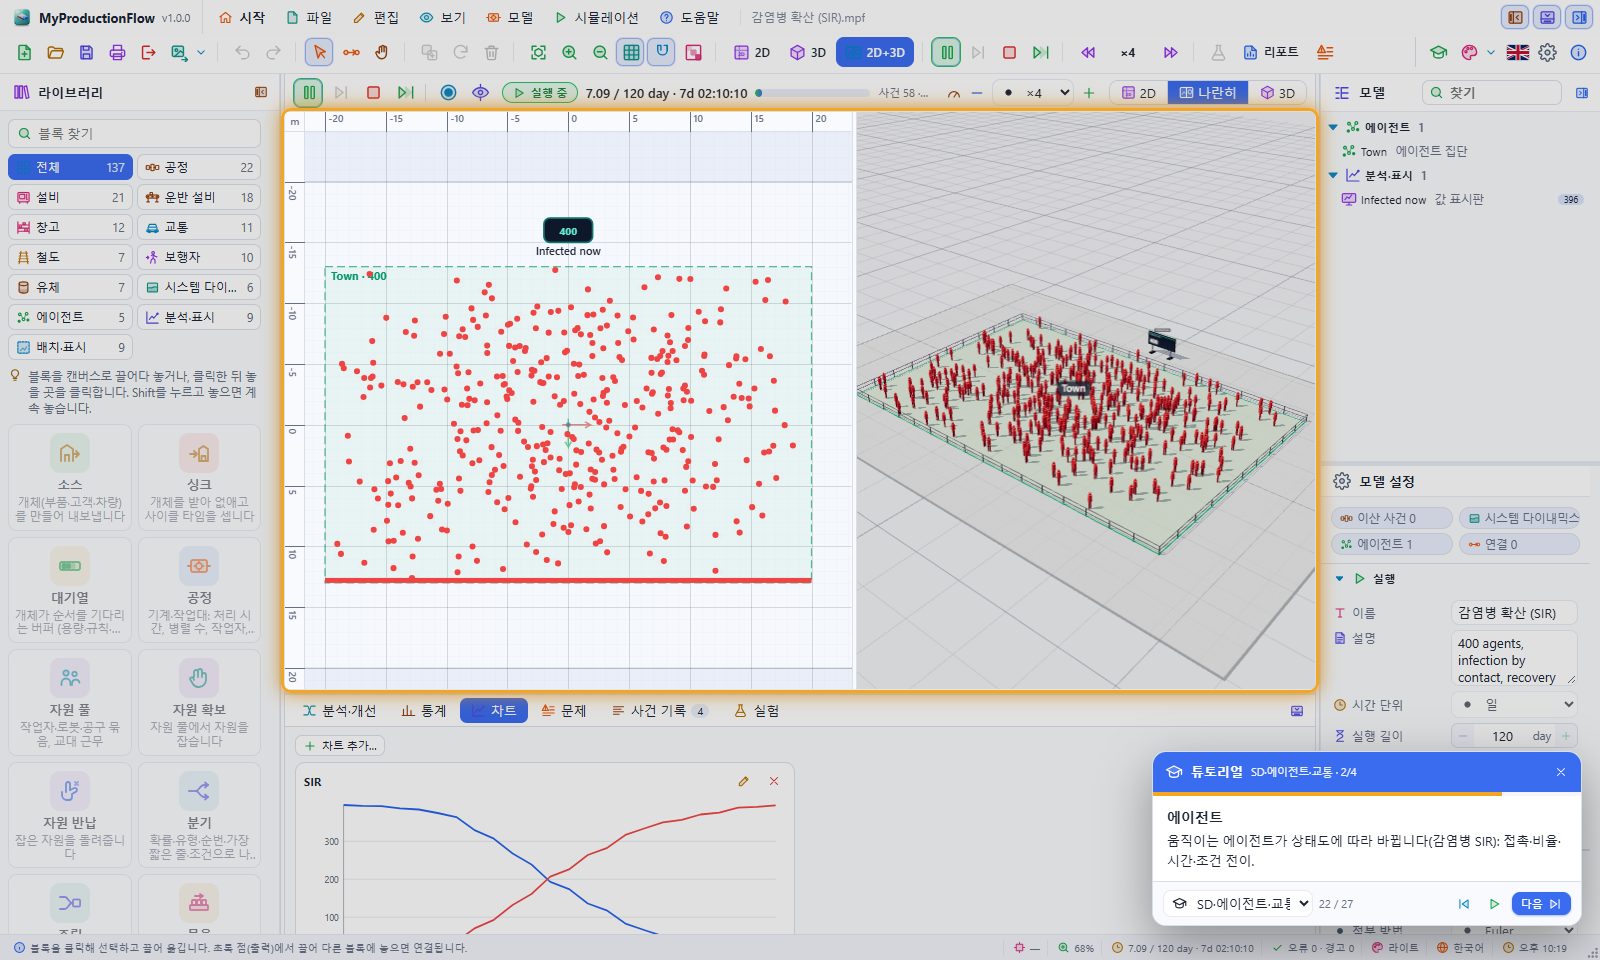 MyProductionFlow v1.0.0
시작 파일 편집 보기 모델 시뮬레이션 도움말 감염병 확산 (SIR).mpf
2D 3D 2D+3D ×4 리포트
라이브러리
블록 찾기
전체 137
공정 22
설비 21
운반 설비 18
창고 12
교통 11
철도 7
보행자 10
유체 7
시스템 다이... 6
에이전트 5
분석·표시 9
배치·표시 9
블록을 캔버스로 끌어다 놓거나, 클릭한 뒤 놓
을 곳을 클릭합니다. Shift를 누르고 놓으면 계
속 놓습니다.
소스
개체(부품·고객·차량)
를 만들어 내보냅니다
싱크
개체를 받아 없애고
사이클 타임을 셉니다
대기열
개체가 순서를 기다리
는 버퍼 (용량·규칙·...
공정
기계·작업대: 처리 시
간, 병렬 수, 작업자,..
자원 풀
작업자·로봇·공구 묶
음, 교대 근무
자원 확보
자원 풀에서 자원을
잡습니다
자원 반납
잡은 자원을 돌려줍니
다
분기
확률·유형·순번·가장
짧은 줄·조건으로 나..
실행 중 7.09 / 120 day · 7d 02:10:10 사건 58 ·... ×4 2D 나란히 3D
m -20 -15 -10 -5 0 5 10 15 20
-20
-15
-10
-5
0
5
10
15
20
400
Infected now
Town · 400
Town
분석·개선 통계 차트 문제 사건 기록 4 실험
차트 추가...
SIR
300
200
100
모델 찾기
에이전트 1
Town 에이전트 집단
분석·표시 1
Infected now 값 표시판 396
모델 설정
이산 사건 0
시스템 다이내믹스
에이전트 1
연결 0
실행
이름 감염병 확산 (SIR)
설명 400 agents,
infection by
contact, recovery
시간 단위 일
실행 길이 120 day
튜토리얼 SD·에이전트·교통 · 2/4
에이전트
움직이는 에이전트가 상태도에 따라 바뀝니다(감염병 SIR): 접촉·비율·
시간·조건 전이.
SD·에이전트·교통 22 / 27 다음
Euler
블록을 클릭해 선택하고 끌어 옮깁니다. 초록 점(출력)에서 끌어 다른 블록에 놓으면 연결됩니다.
— 68% 7.09 / 120 day · 7d 02:10:10 오류 0 · 경고 0 라이트 한국어 오후 10:19